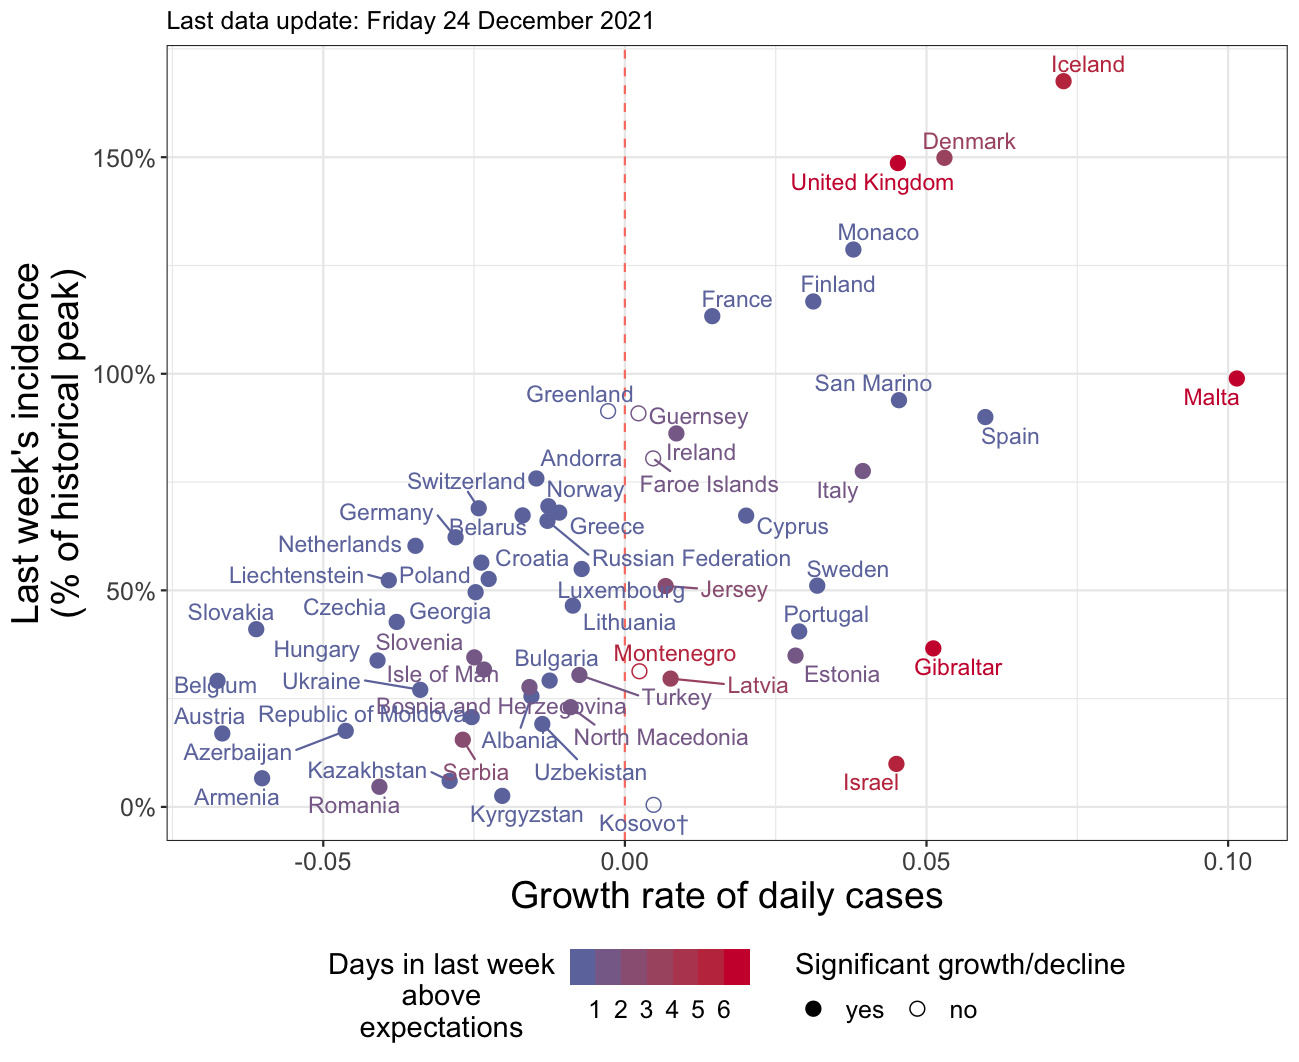 Last data update: Friday 24 December 2021
Last week's incidence
(% of historical peak)
150%
100%
50%
0%
Iceland
Denmark
United Kingdom
Monaco
Finland
France
San Marino
Malta
Greenland
Guernsey
Spain
Ireland
Andorra
Faroe Islands
Switzerland
Norway
Italy
Germany
Belarus
Greece
Cyprus
Netherlands
Croatia
Russian Federation
Liechtenstein
Poland
Sweden
Luxembourg
Jersey
Slovakia
Czechia
Georgia
Portugal
Lithuania
Slovenia
Hungary
Montenegro
Bulgaria
Gibraltar
Isle of Man
Estonia
Ukraine
Belgium
Latvia
Turkey
Bosnia and Herzegovina
Austria
Republic of Moldova
North Macedonia
Albania
Azerbaijan
Kazakhstan
Serbia
Uzbekistan
Israel
Armenia
Romania
Kyrgyzstan
Kosovo†
-0.05
0.00
0.05
0.10
Growth rate of daily cases
Days in last week
above
expectations
1 2 3 4 5 6
Significant growth/decline
yes
no